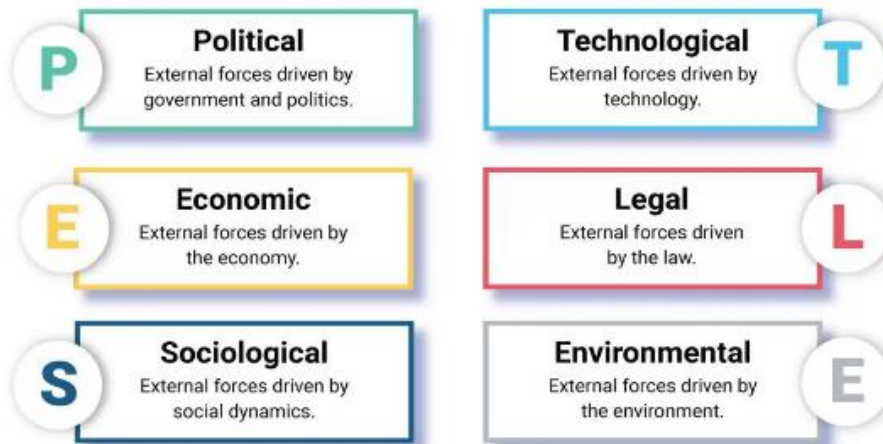 P
Political
External forces driven by
government and politics.
E
Economic
External forces driven by
the economy.
S
Sociological
External forces driven by
social dynamics.
Technological
External forces driven by
technology.
T
Legal
External forces driven
by the law.
L
Environmental
External forces driven by
the environment.
E